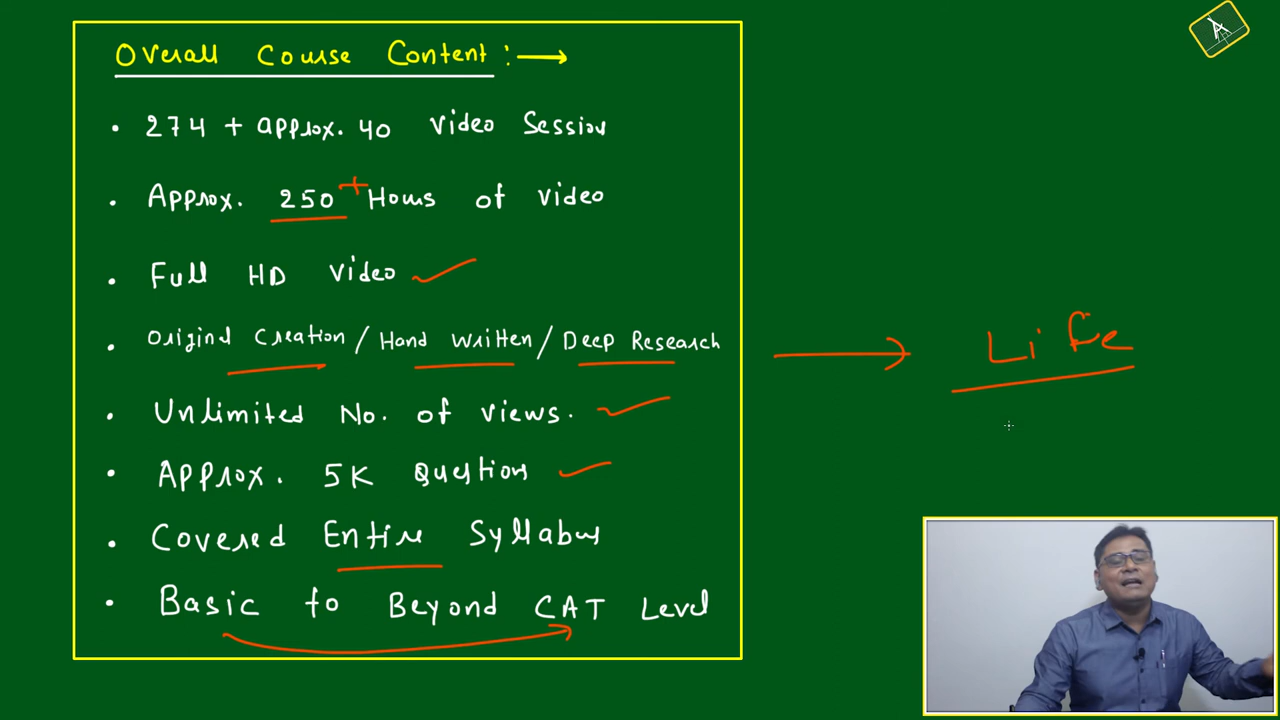 Overall Course Content :→
• 274 + approx. 40 Video Session
• Approx. 250+ Hours of Video
• Full HD Video ✓
• Original Creation / Hand Written / Deep Research → Life
• Unlimited No. of views. ✓
• Approx. 5K Question ✓
• Covered Entire Syllabus
• Basic to Beyond CAT Level